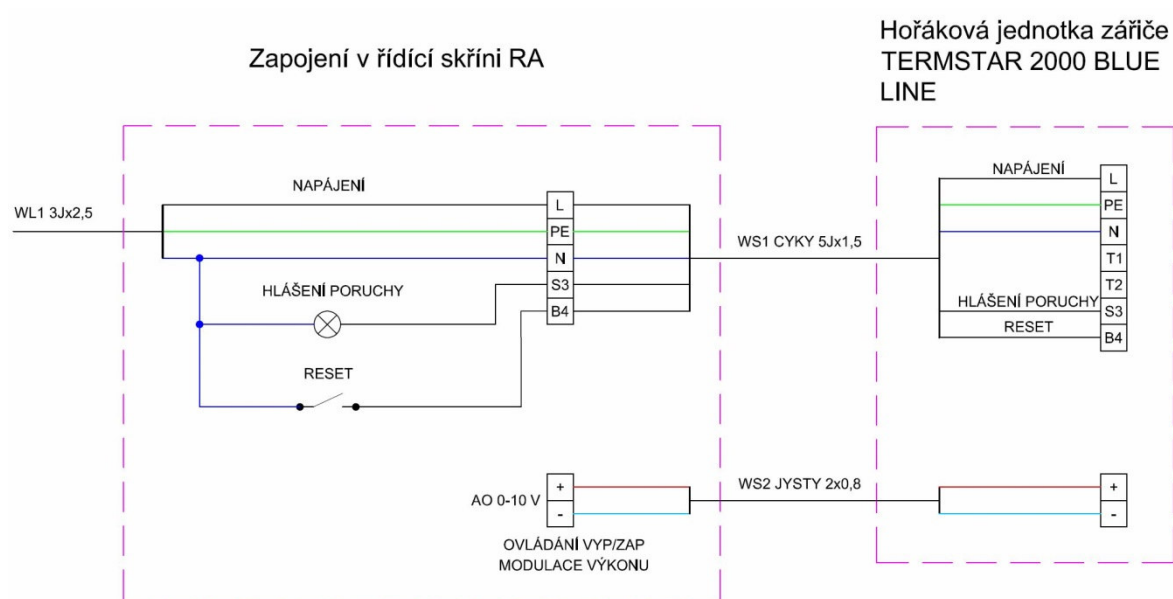 Zapojení v řídící skříni RA
Hořáková jednotka zářiče
TERMSTAR 2000 BLUE
LINE
WL1 3Jx2,5
NAPÁJENÍ
L
PE
N
S3
B4
HLÁŠENÍ PORUCHY
RESET
WS1 CYKY 5Jx1,5
NAPÁJENÍ
L
PE
N
T1
T2
HLÁŠENÍ PORUCHY
S3
RESET
B4
AO 0-10 V
+
-
OVLÁDÁNÍ VYP/ZAP
MODULACE VÝKONU
WS2 JYSTY 2x0,8
+
-